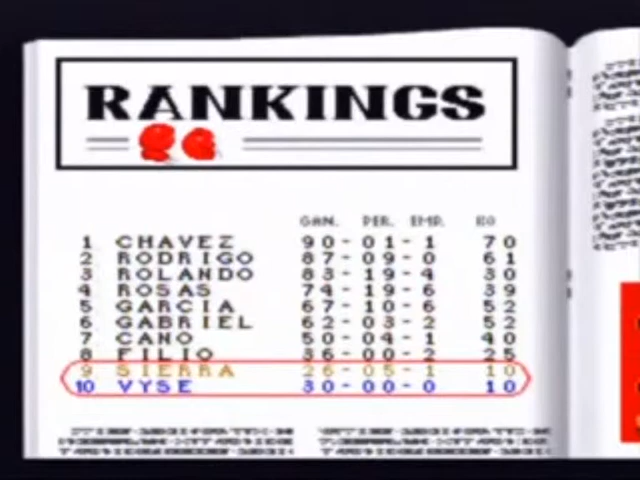 RANKINGS
GAN. PER. EMP. KO
1 CHAVEZ 90-01-1 70
2 RODRIGO 87-09-0 61
3 ROLANDO 83-19-4 30
4 ROSAS 74-19-6 39
5 GARCIA 67-10-6 52
6 GABRIEL 62-03-2 52
7 CANO 50-04-1 40
8 FILIO 36-00-2 25
9 SIERRA 26-05-1 10
10 VYSE 30-00-0 10